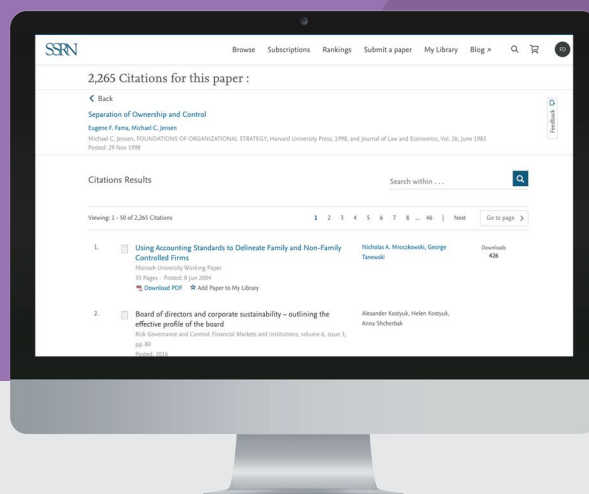 SSRN
Browse Subscriptions Rankings Submit a paper My Library Blog ↗ FD
2,265 Citations for this paper :
Back
Feedback
Separation of Ownership and Control
Eugene F. Fama, Michael C. Jensen
Michael C. Jensen, FOUNDATIONS OF ORGANIZATIONAL STRATEGY, Harvard University Press, 1998, and Journal of Law and Economics, Vol. 26, June 1983
Posted: 29 Nov 1998
Citations Results
Search within . . .
Viewing: 1 - 50 of 2,265 Citations
1 2 3 4 5 6 7 8 ... 46 | Next Go to page
1.
Using Accounting Standards to Delineate Family and Non-Family
Controlled Firms
Monash University Working Paper
35 Pages · Posted: 8 Jun 2004
Download PDF Add Paper to My Library
Nicholas A. Mroczkowski, George
Tanewski
Downloads
426
2.
Board of directors and corporate sustainability – outlining the
effective profile of the board
Risk Governance and Control: Financial Markets and Institutions, volume 6, issue 3,
pp. 80
Posted: 2016
Alexander Kostyuk, Helen Kostyuk,
Anna Shcherbak